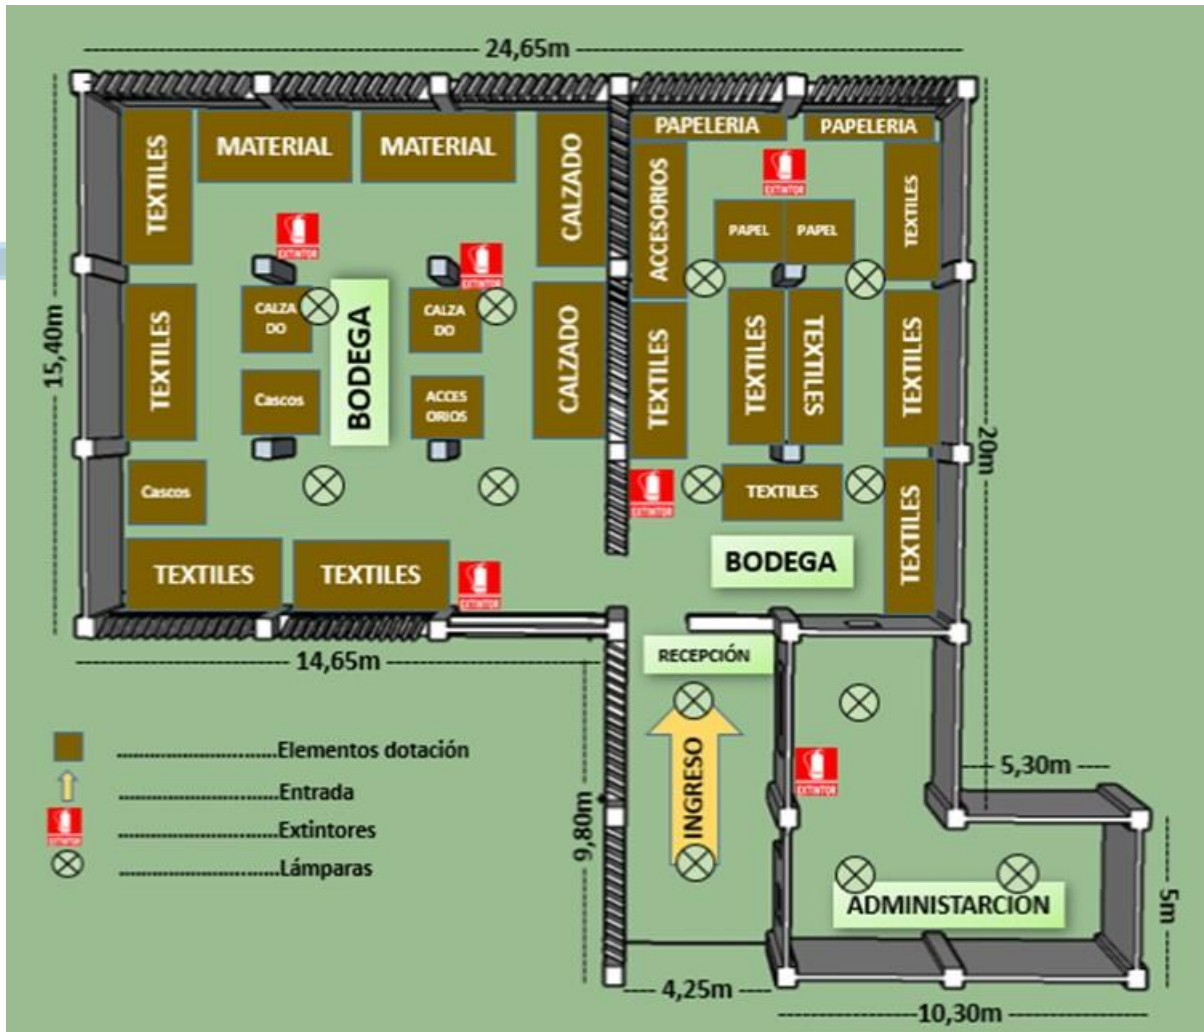 24,65m
PAPELERIA
PAPELERIA
MATERIAL
MATERIAL
TEXTILES
CALZADO
ACCESORIOS
EXTINTOR
TEXTILES
PAPEL
PAPEL
EXTINTOR
EXTINTOR
15,40m
TEXTILES
CALZA
DO
BODEGA
CALZA
DO
CALZADO
TEXTILES
TEXTILES
TEXTILES
TEXTILES
Cascos
ACCES
ORIOS
20m
Cascos
EXTINTOR
TEXTILES
TEXTILES
TEXTILES
TEXTILES
EXTINTOR
BODEGA
14,65m
RECEPCIÓN
INGRESO
EXTINTOR
5,30m
9,80m
5m
ADMINISTARCION
4,25m
10,30m
..............................Elementos dotación
..............................Entrada
EXTINTOR
..............................Extintores
..............................Lámparas